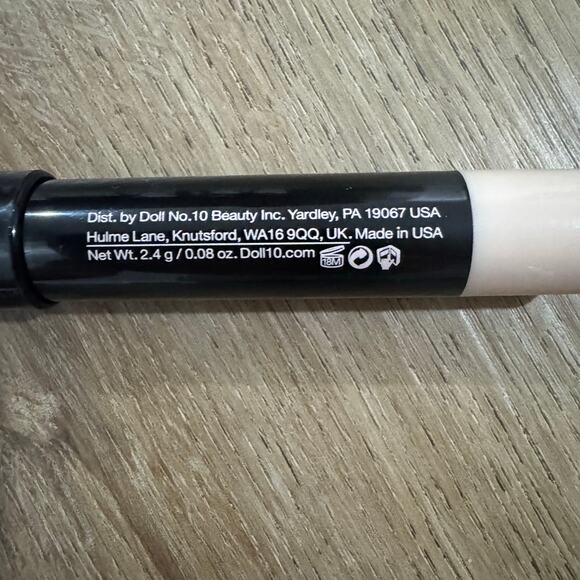 Dist. by Doll No.10 Beauty Inc. Yardley, PA 19067 USA
Hulme Lane, Knutsford, WA16 9QQ, UK. Made in USA
Net Wt. 2.4 g / 0.08 oz. Doll10.com 18M